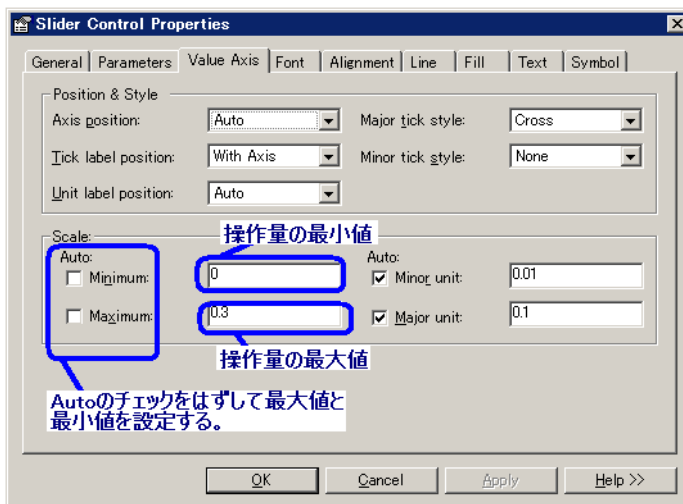 Slider Control Properties
General Parameters Value Axis Font Alignment Line Fill Text Symbol
Position & Style
Axis position: Auto Major tick style: Cross
Tick label position: With Axis Minor tick style: None
Unit label position: Auto
Scale:
操作量の最小値
Auto: Auto:
Minimum: 0 Minor unit: 0.01
Maximum: 0.3 Major unit: 0.1
操作量の最大値
Autoのチェックをはずして最大値と
最小値を設定する。
OK Cancel Apply Help >>